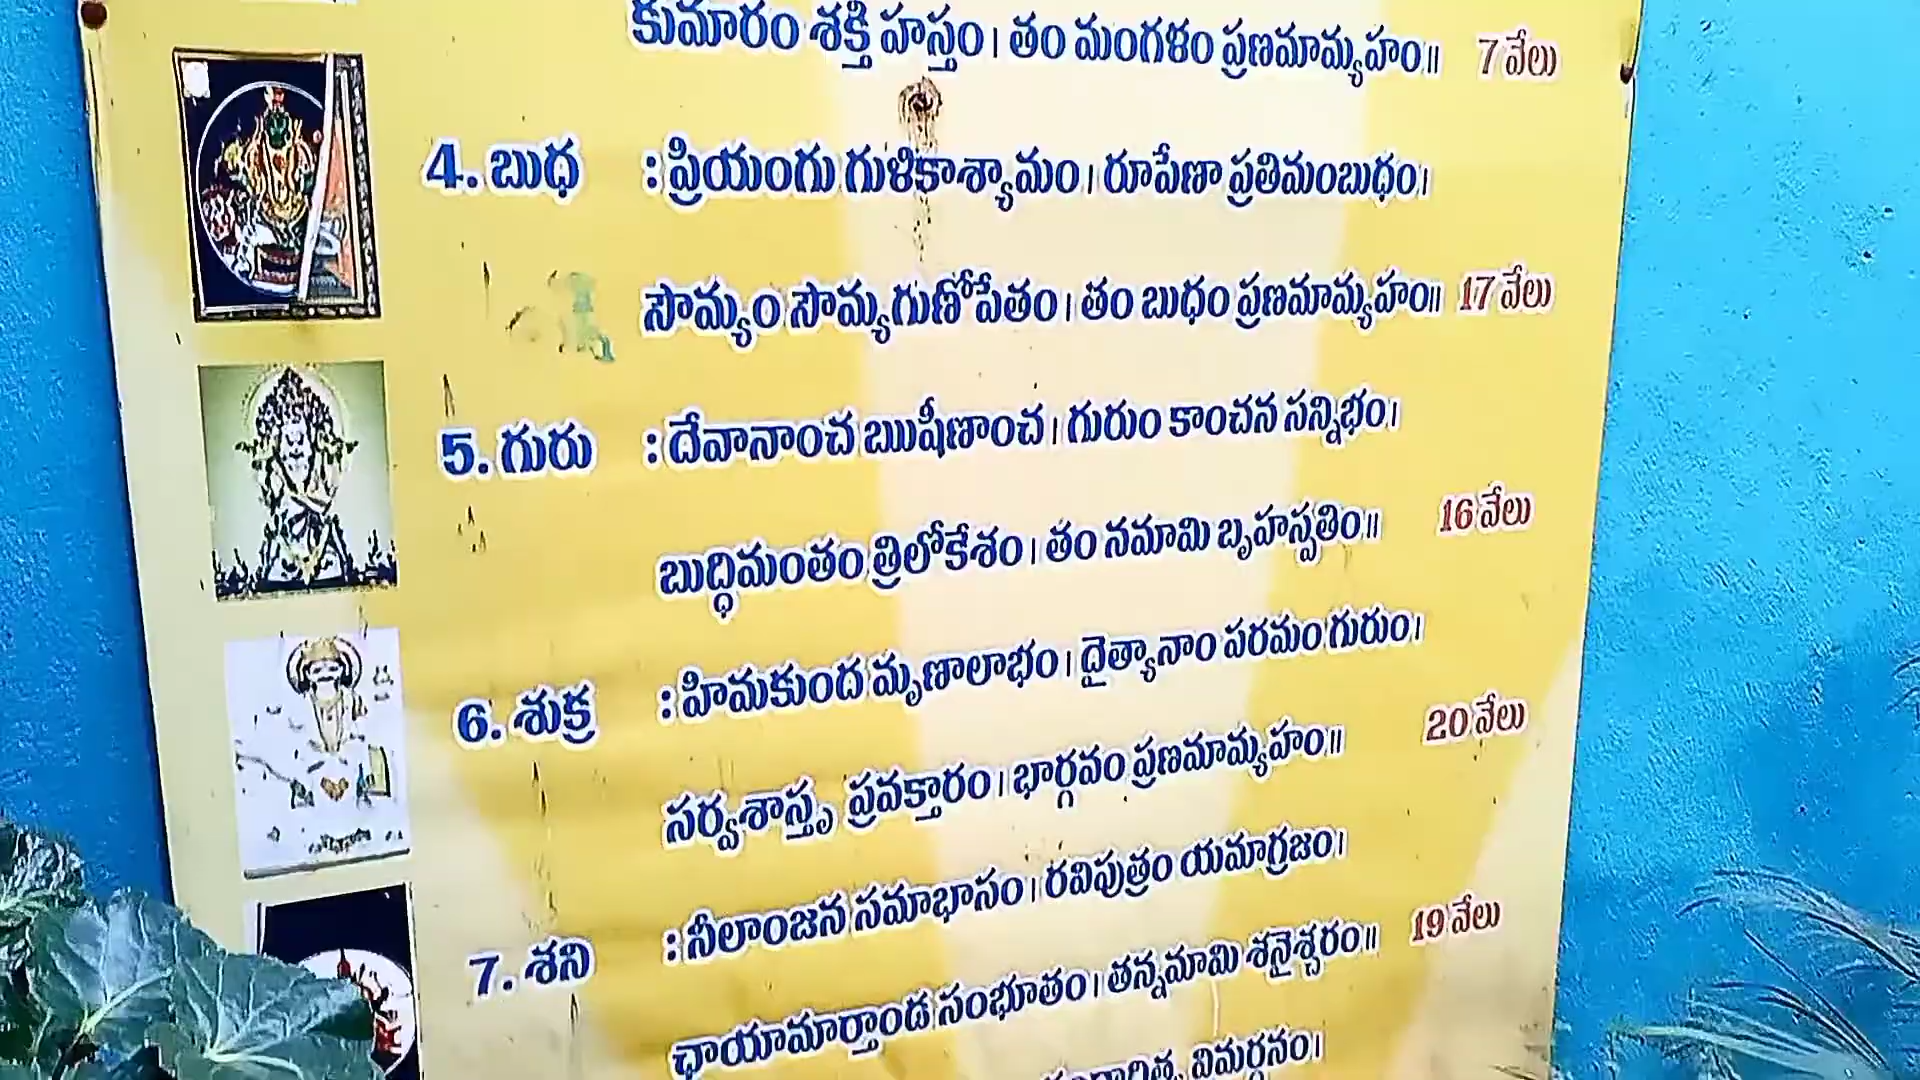 కుమారం శక్తి హస్తం। తం మంగళం ప్రణమామ్యహం॥ 7 వేలు
4. బుధ : ప్రియంగు గుళికాశ్యామం। రూపేణా ప్రతిమంబుధం।
సౌమ్యం సౌమ్య గుణోపేతం। తం బుధం ప్రణమామ్యహం॥ 17 వేలు
5. గురు : దేవానాంచ ఋషీణాంచ। గురుం కాంచన సన్నిభం।
బుద్ధిమంతం త్రిలోకేశం। తం నమామి బృహస్పతిం॥ 16 వేలు
6. శుక్ర : హిమకుంద మృణాలాభం। దైత్యానాం పరమం గురుం।
సర్వశాస్తృ ప్రవక్తారం। భార్గవం ప్రణమామ్యహం॥ 20 వేలు
7. శని : నీలాంజన సమాభాసం। రవిపుత్రం యమాగ్రజం।
ఛాయామార్తాండ సంభూతం। తన్నమామి శనైశ్చరం॥ 19 వేలు
విమర్ధనం।